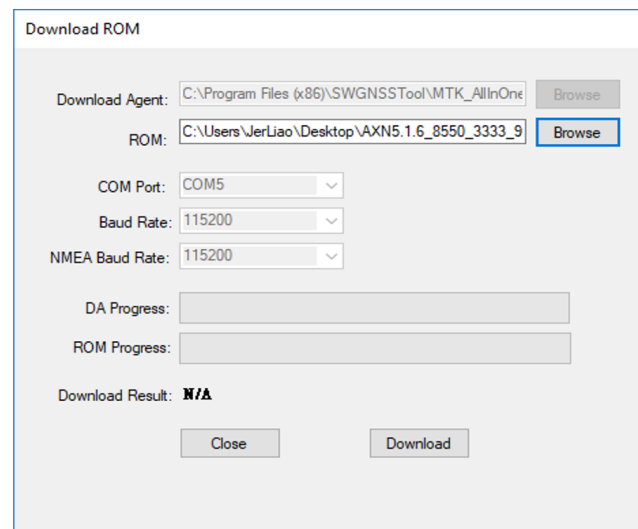 Download ROM
Download Agent: C:\Program Files (x86)\SWGNSSTool\MTK_AllInOne Browse
ROM: C:\Users\JerLiao\Desktop\AXN5.1.6_8550_3333_9 Browse
COM Port: COM5
Baud Rate: 115200
NMEA Baud Rate: 115200
DA Progress:
ROM Progress:
Download Result: N/A
Close Download